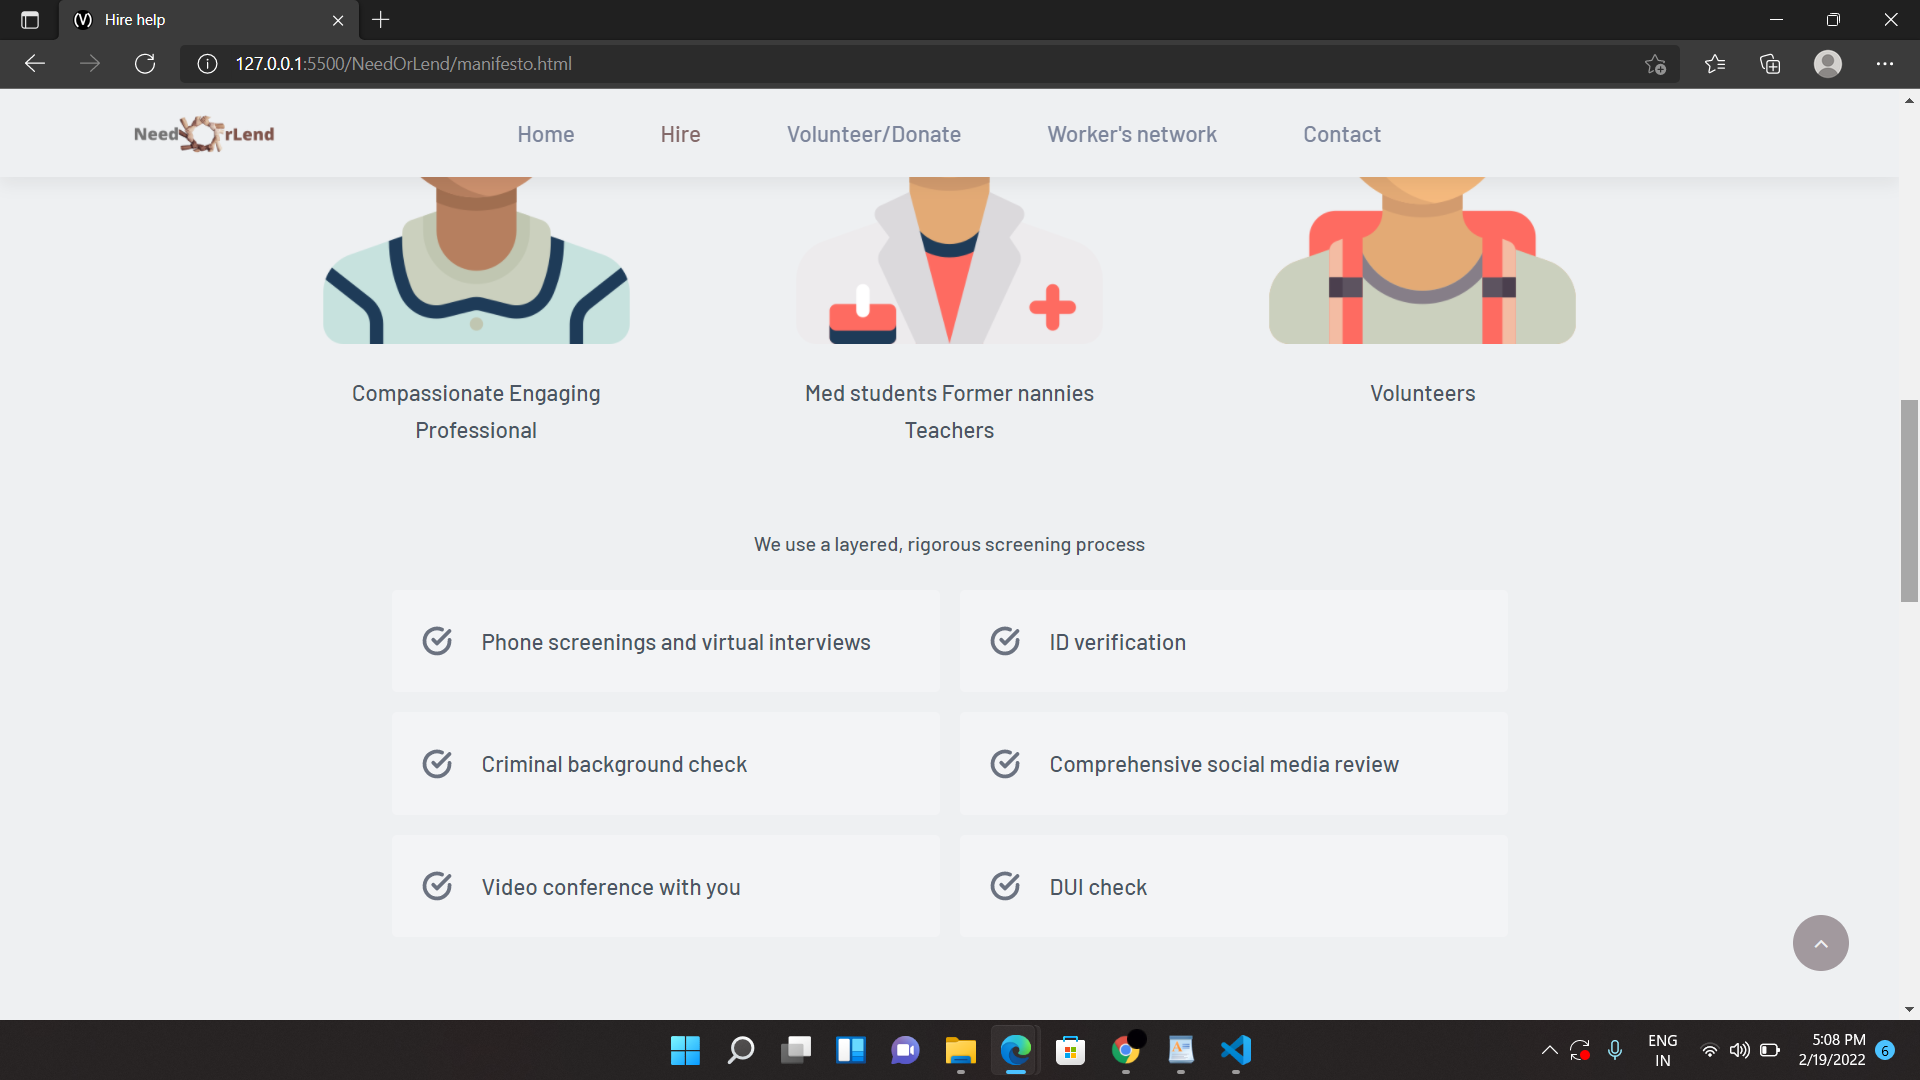 Hire help
127.0.0.1:5500/NeedOrLend/manifesto.html
Need rLend
Home Hire Volunteer/Donate Worker's network Contact
Compassionate Engaging
Professional
Med students Former nannies
Teachers
Volunteers
We use a layered, rigorous screening process
Phone screenings and virtual interviews
ID verification
Criminal background check
Comprehensive social media review
Video conference with you
DUI check
ENG
IN
5:08 PM
2/19/2022
6